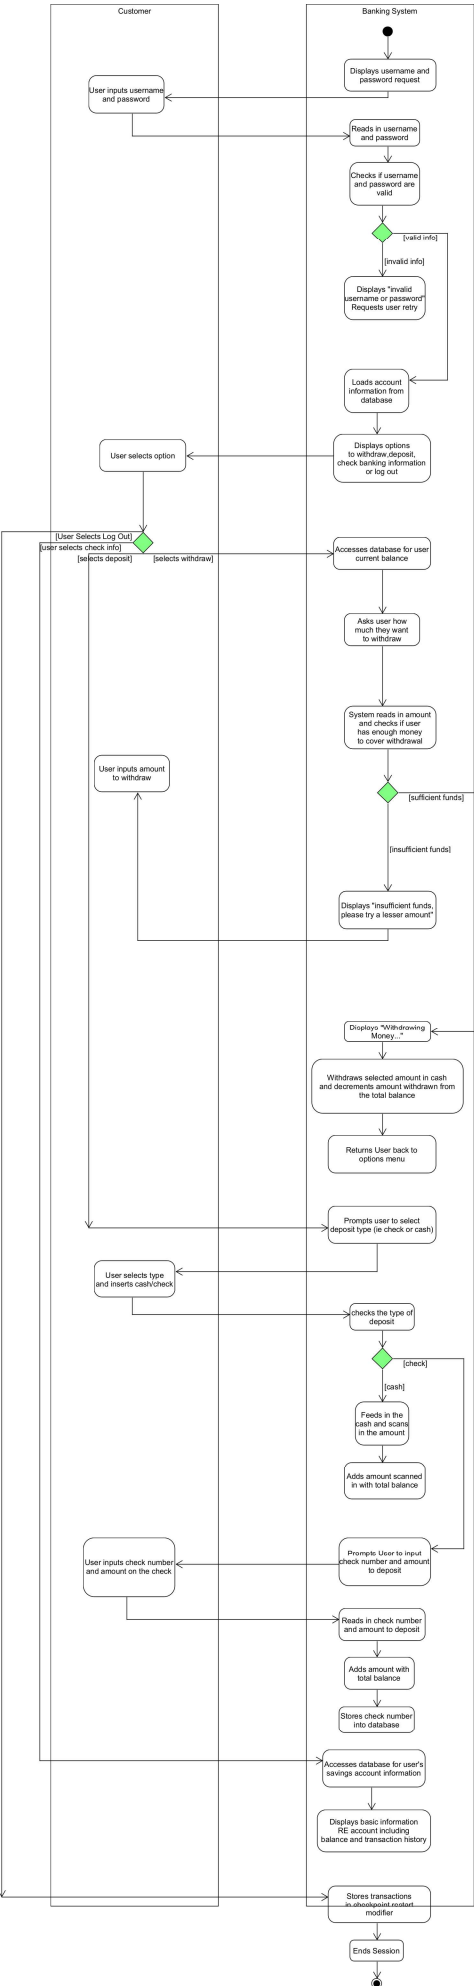 Customer
Banking System
Displays username and
password request
User inputs username
and password
Reads in username
and password
Checks if username
and password are
valid
[valid info]
[invalid info]
Displays "invalid
username or password"
Requests user retry
Loads account
information from
database
User selects option
Displays options
to withdraw,deposit,
check banking information
or log out
[User Selects Log Out]
[user selects check info]
[selects deposit]
[selects withdraw]
Accesses database for user
current balance
Asks user how
much they want
to withdraw
System reads in amount
and checks if user
has enough money
to cover withdrawal
User inputs amount
to withdraw
[sufficient funds]
[insufficient funds]
Displays "insufficient funds,
please try a lesser amount"
Displays "Withdrawing
Money..."
Withdraws selected amount in cash
and decrements amount withdrawn from
the total balance
Returns User back to
options menu
Prompts user to select
deposit type (ie check or cash)
User selects type
and inserts cash/check
checks the type of
deposit
[check]
[cash]
Feeds in the
cash and scans
in the amount
Adds amount scanned
in with total balance
Prompts User to input
check number and amount
to deposit
User inputs check number
and amount on the check
Reads in check number
and amount to deposit
Adds amount with
total balance
Stores check number
into database
Accesses database for user's
savings account information
Displays basic information
RE account including
balance and transaction history
Stores transactions
in checkpoint restart
modifier
Ends Session